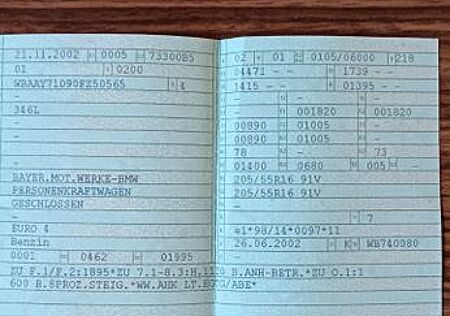 21.11.2002 0005 7330085
01 0200
WBAAY71090FZ50565 4
-
346L
-
-
-
BAYER.MOT.WERKE-BMW
PERSONENKRAFTWAGEN
GESCHLOSSEN
-
EURO 4
Benzin
0001 0462 01995
02 01 0105/06000 218
04471 - - 1739 - -
1415 - - 01395 - -
- - -
- 001820 001820
00890 01005 -
00890 01005 -
78 - 73
01400 0680 005 -
205/55R16 91V
205/55R16 91V
-
- 7
e1*98/14*0097*11
26.06.2002 K WB740080
-
ZU F.1/F.2:1895*ZU 7.1-8.3:H, B.ANH-BETR.*ZU O.1:1
600 B.8PROZ.STEIG.*WW.AHK LT. /ABE*